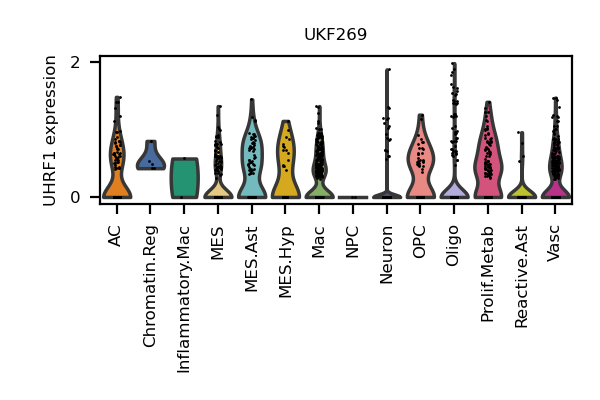 UKF269
UHRF1 expression
2
0
AC
Chromatin.Reg
Inflammatory.Mac
MES
MES.Ast
MES.Hyp
Mac
NPC
Neuron
OPC
Oligo
Prolif.Metab
Reactive.Ast
Vasc